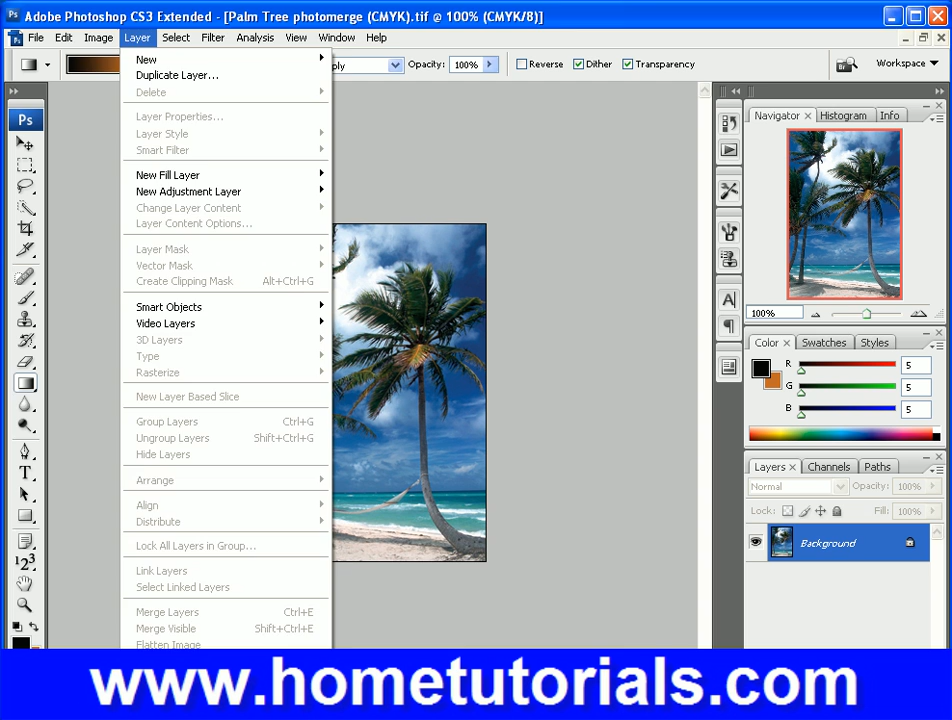 Adobe Photoshop CS3 Extended - [Palm Tree photomerge (CMYK).tif @ 100% (CMYK/8)]
File Edit Image Layer Select Filter Analysis View Window Help
ply Opacity: 100% Reverse Dither Transparency Workspace
New
Duplicate Layer...
Delete
Layer Properties...
Layer Style
Smart Filter
New Fill Layer
New Adjustment Layer
Change Layer Content
Layer Content Options...
Layer Mask
Vector Mask
Create Clipping Mask Alt+Ctrl+G
Smart Objects
Video Layers
3D Layers
Type
Rasterize
New Layer Based Slice
Group Layers Ctrl+G
Ungroup Layers Shift+Ctrl+G
Hide Layers
Arrange
Align
Distribute
Lock All Layers in Group...
Link Layers
Select Linked Layers
Merge Layers Ctrl+E
Merge Visible Shift+Ctrl+E
Flatten Image
Ps
Navigator Histogram Info
100%
Color Swatches Styles
R 5
G 5
B 5
Layers Channels Paths
Normal Opacity: 100%
Lock: Fill: 100%
Background
www.hometutorials.com